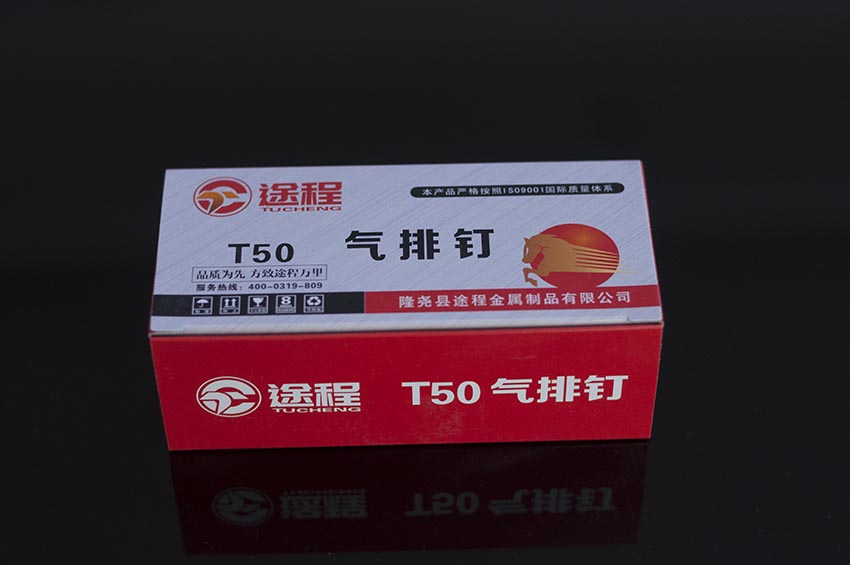 途程
TUCHENG
本产品严格按照ISO9001国际质量体系
T50
气排钉
品质为先 方致途程万里
服务热线：400-0319-809
隆尧县途程金属制品有限公司
途程
TUCHENG
T50 气排钉